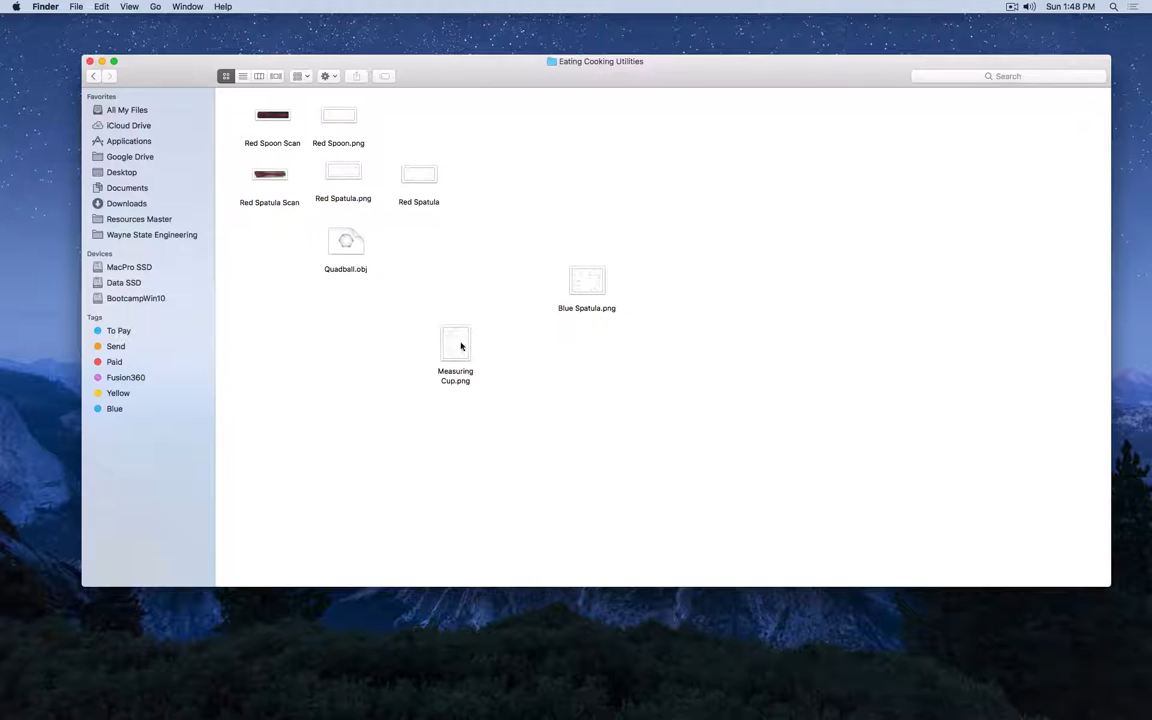 Finder File Edit View Go Window Help Sun 1:48 PM
Eating Cooking Utilities
Search
Favorites
All My Files
iCloud Drive
Applications
Google Drive
Desktop
Documents
Downloads
Resources Master
Wayne State Engineering
Devices
MacPro SSD
Data SSD
BootcampWin10
Tags
To Pay
Send
Paid
Fusion360
Yellow
Blue
Red Spoon Scan Red Spoon.png
Red Spatula Scan Red Spatula.png Red Spatula
Quadball.obj
Blue Spatula.png
Measuring
Cup.png